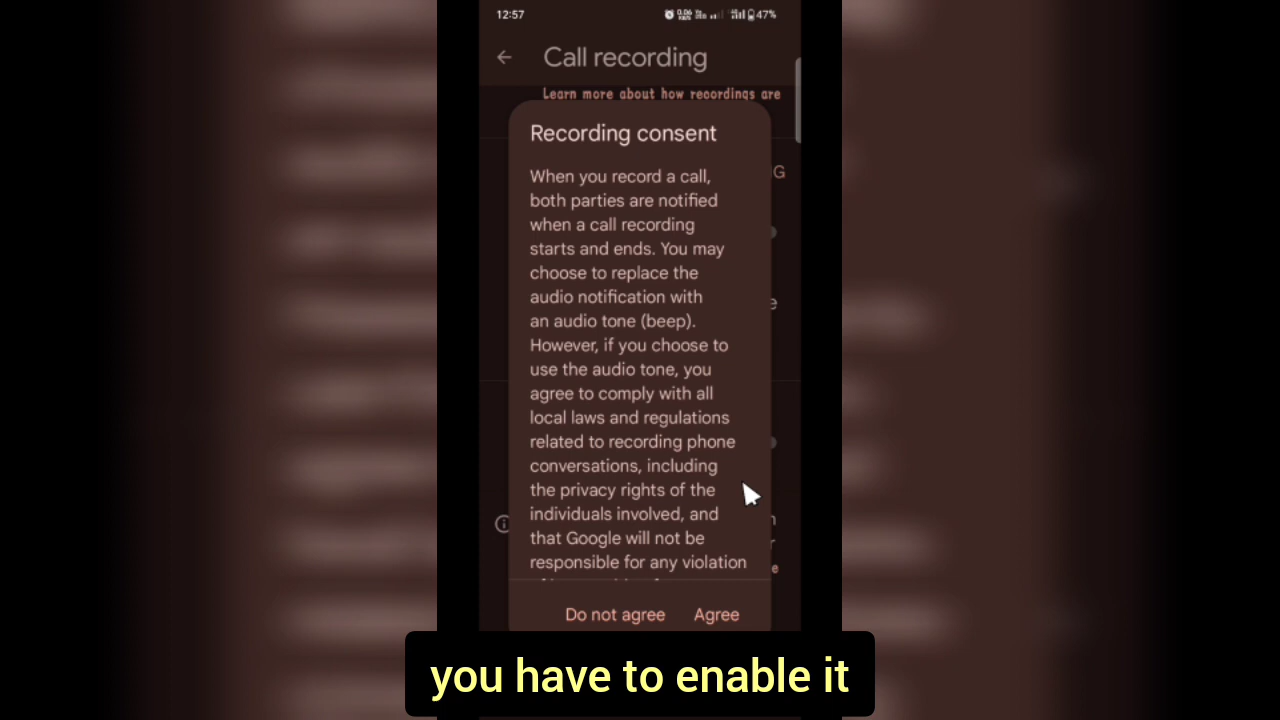 12:57
0.06
47%
Call recording
Learn more about how recordings are
Recording consent
When you record a call,
both parties are notified
when a call recording
starts and ends. You may
choose to replace the
audio notification with
an audio tone (beep).
However, if you choose to
use the audio tone, you
agree to comply with all
local laws and regulations
related to recording phone
conversations, including
the privacy rights of the
individuals involved, and
that Google will not be
responsible for any violation
G
e
e
Do not agree
Agree
you have to enable it